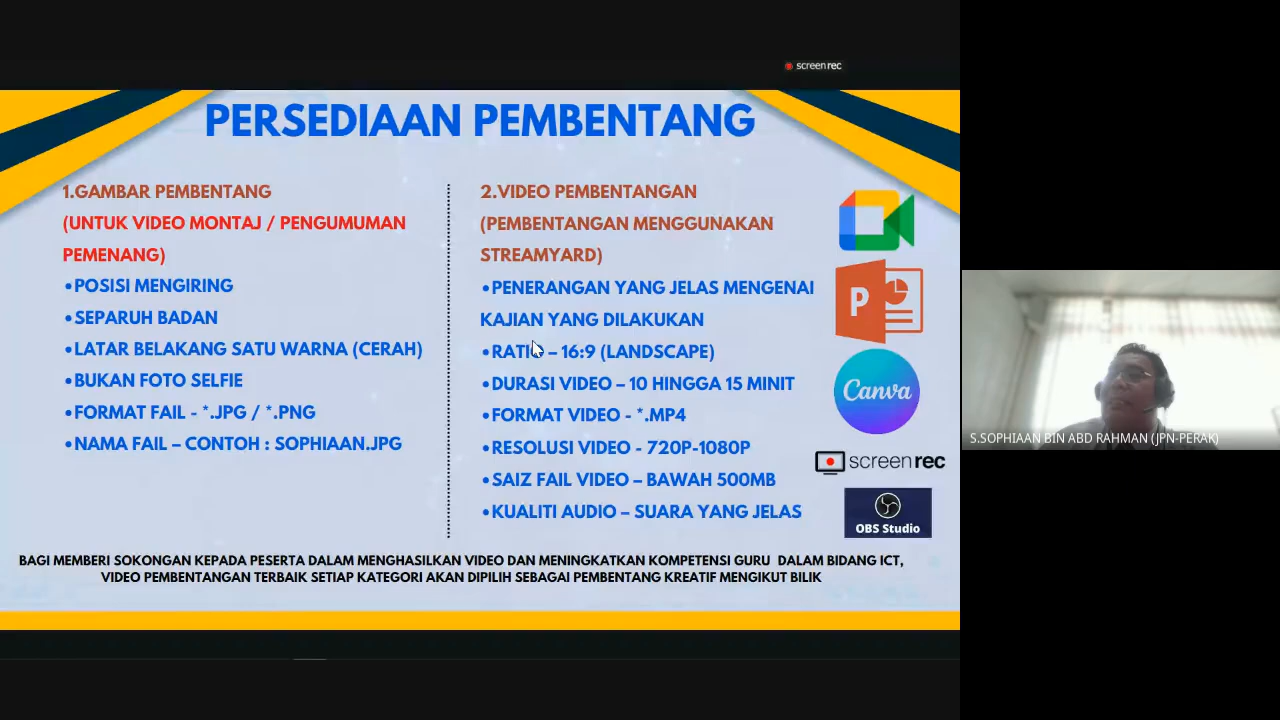 screenrec
PERSEDIAAN PEMBENTANG
1.GAMBAR PEMBENTANG
(UNTUK VIDEO MONTAJ / PENGUMUMAN
PEMENANG)
•POSISI MENGIRING
•SEPARUH BADAN
•LATAR BELAKANG SATU WARNA (CERAH)
•BUKAN FOTO SELFIE
•FORMAT FAIL - *.JPG / *.PNG
•NAMA FAIL – CONTOH : SOPHIAAN.JPG
2.VIDEO PEMBENTANGAN
(PEMBENTANGAN MENGGUNAKAN
STREAMYARD)
•PENERANGAN YANG JELAS MENGENAI
KAJIAN YANG DILAKUKAN
•RATIO – 16:9 (LANDSCAPE)
•DURASI VIDEO – 10 HINGGA 15 MINIT
•FORMAT VIDEO - *.MP4
•RESOLUSI VIDEO - 720P-1080P
•SAIZ FAIL VIDEO – BAWAH 500MB
•KUALITI AUDIO – SUARA YANG JELAS
P
Canva
screenrec
OBS Studio
BAGI MEMBERI SOKONGAN KEPADA PESERTA DALAM MENGHASILKAN VIDEO DAN MENINGKATKAN KOMPETENSI GURU DALAM BIDANG ICT,
VIDEO PEMBENTANGAN TERBAIK SETIAP KATEGORI AKAN DIPILIH SEBAGAI PEMBENTANG KREATIF MENGIKUT BILIK
S.SOPHIAAN BIN ABD RAHMAN (JPN-PERAK)